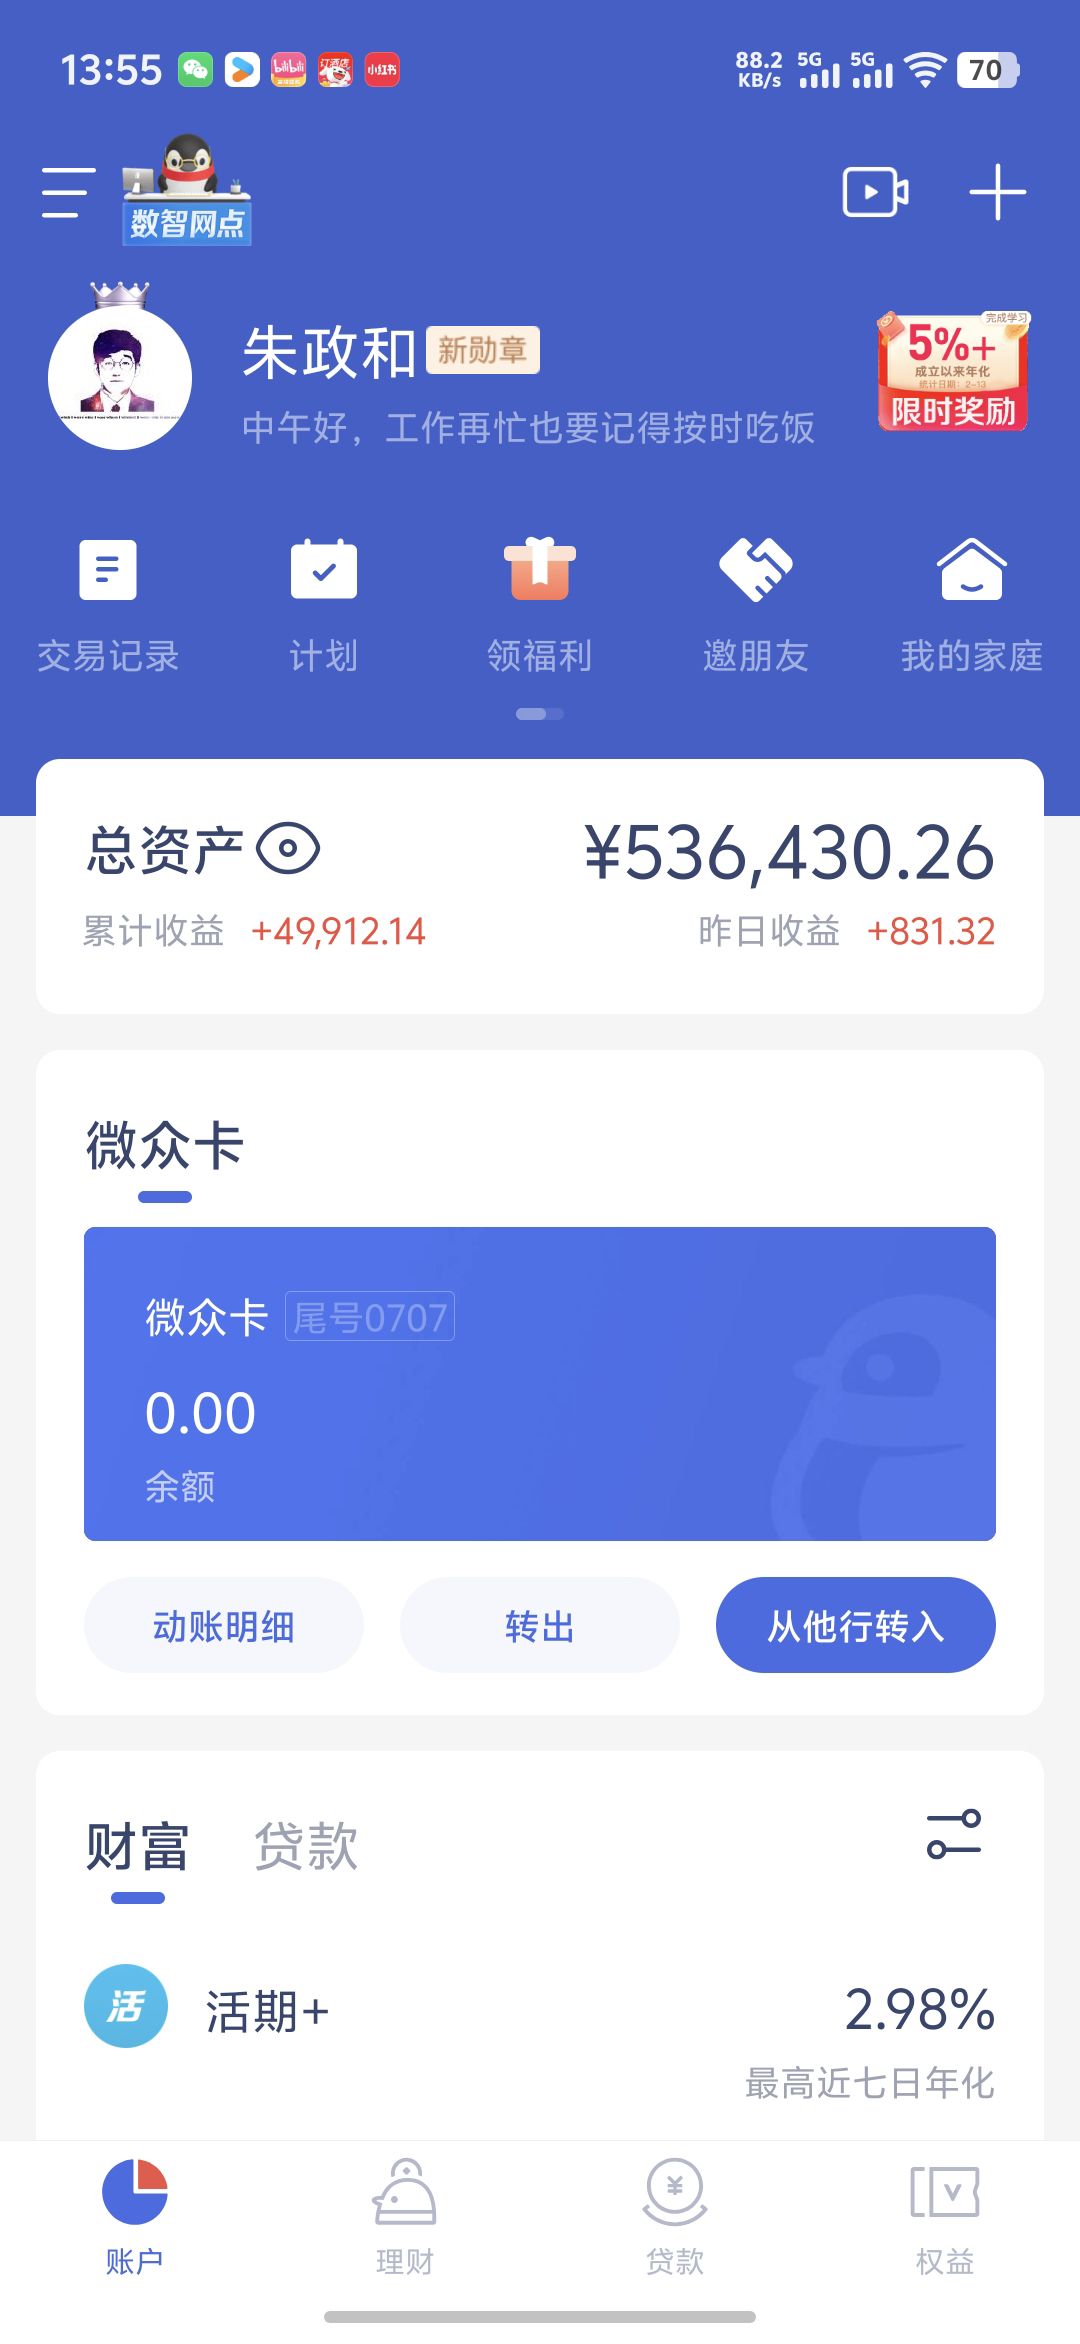 13:55
88.2
KB/s
5G
5G
70
bilibili
订酒店
小红书
数智网点
朱政和
新勋章
中午好，工作再忙也要记得按时吃饭
完成学习
5%+
成立以来年化
统计日期：2-13
限时奖励
交易记录
计划
领福利
邀朋友
我的家庭
总资产
¥536,430.26
累计收益 +49,912.14
昨日收益 +831.32
微众卡
微众卡 尾号0707
0.00
余额
动账明细
转出
从他行转入
财富
贷款
活
活期+
2.98%
最高近七日年化
账户
理财
¥
贷款
权益